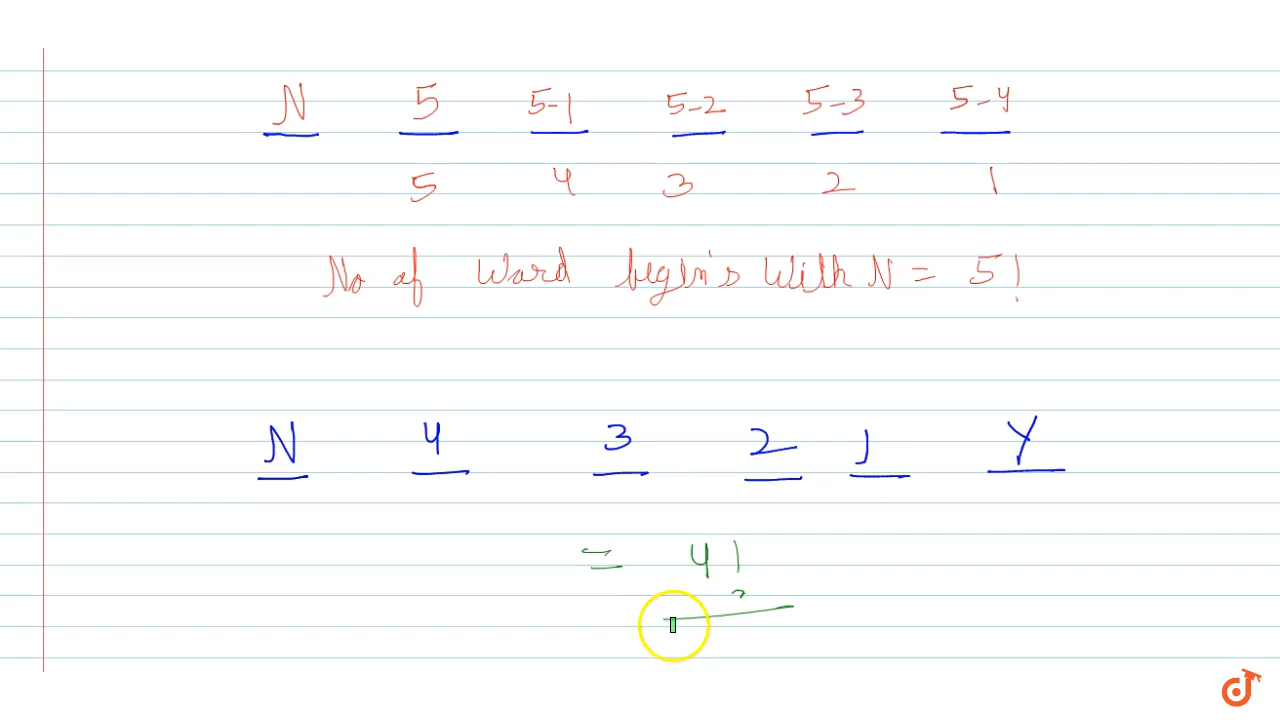 N 5 5-1 5-2 5-3 5-4
5 4 3 2 1
No of Word begin's With N = 5!
N 4 3 2 1 Y
= 4!